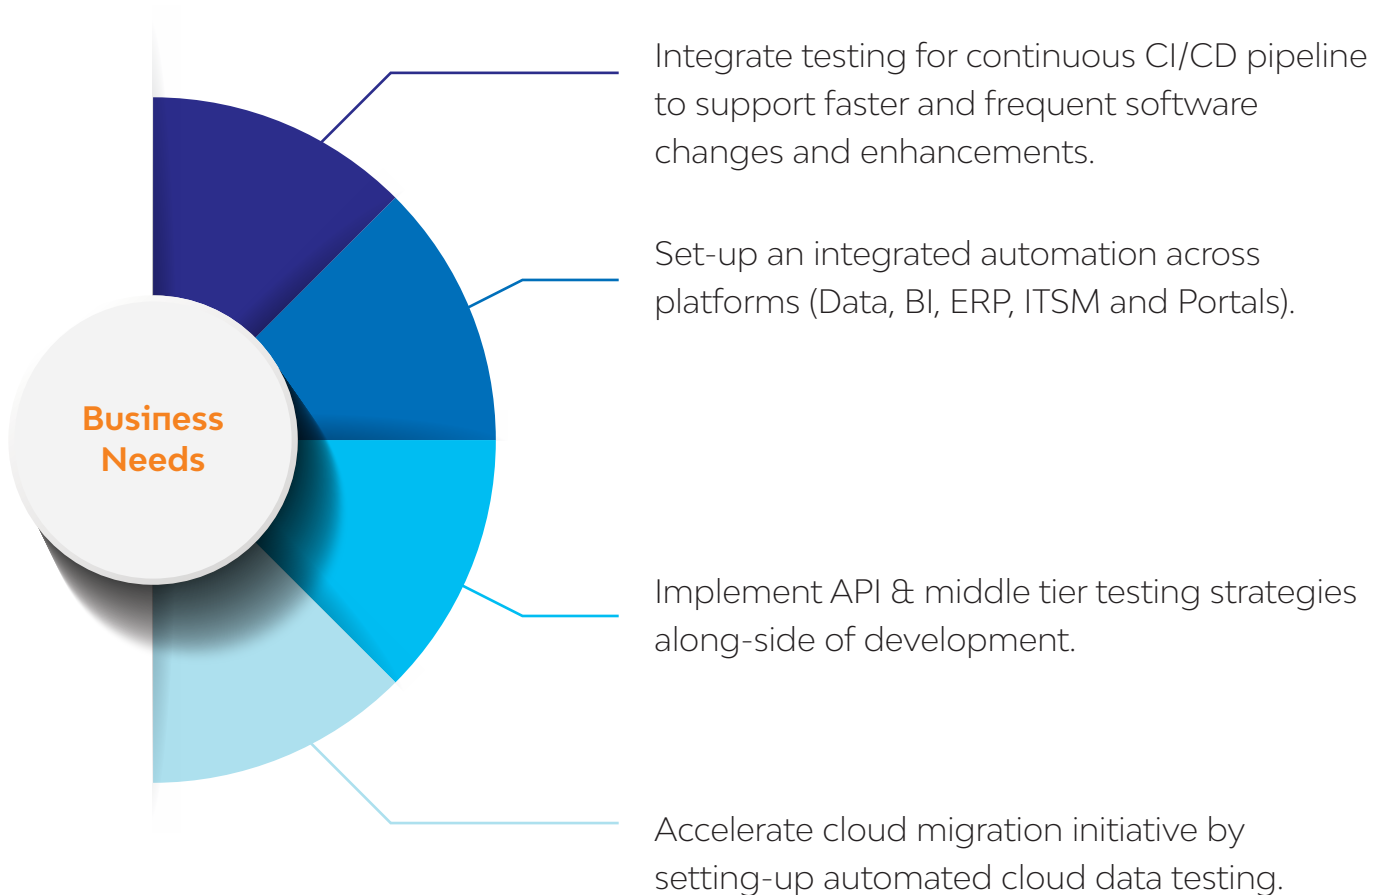 Integrate testing for continuous CI/CD pipeline
to support faster and frequent software
changes and enhancements.
Set-up an integrated automation across
platforms (Data, BI, ERP, ITSM and Portals).
Business
Needs
Implement API & middle tier testing strategies
along-side of development.
Accelerate cloud migration initiative by
setting-up automated cloud data testing.